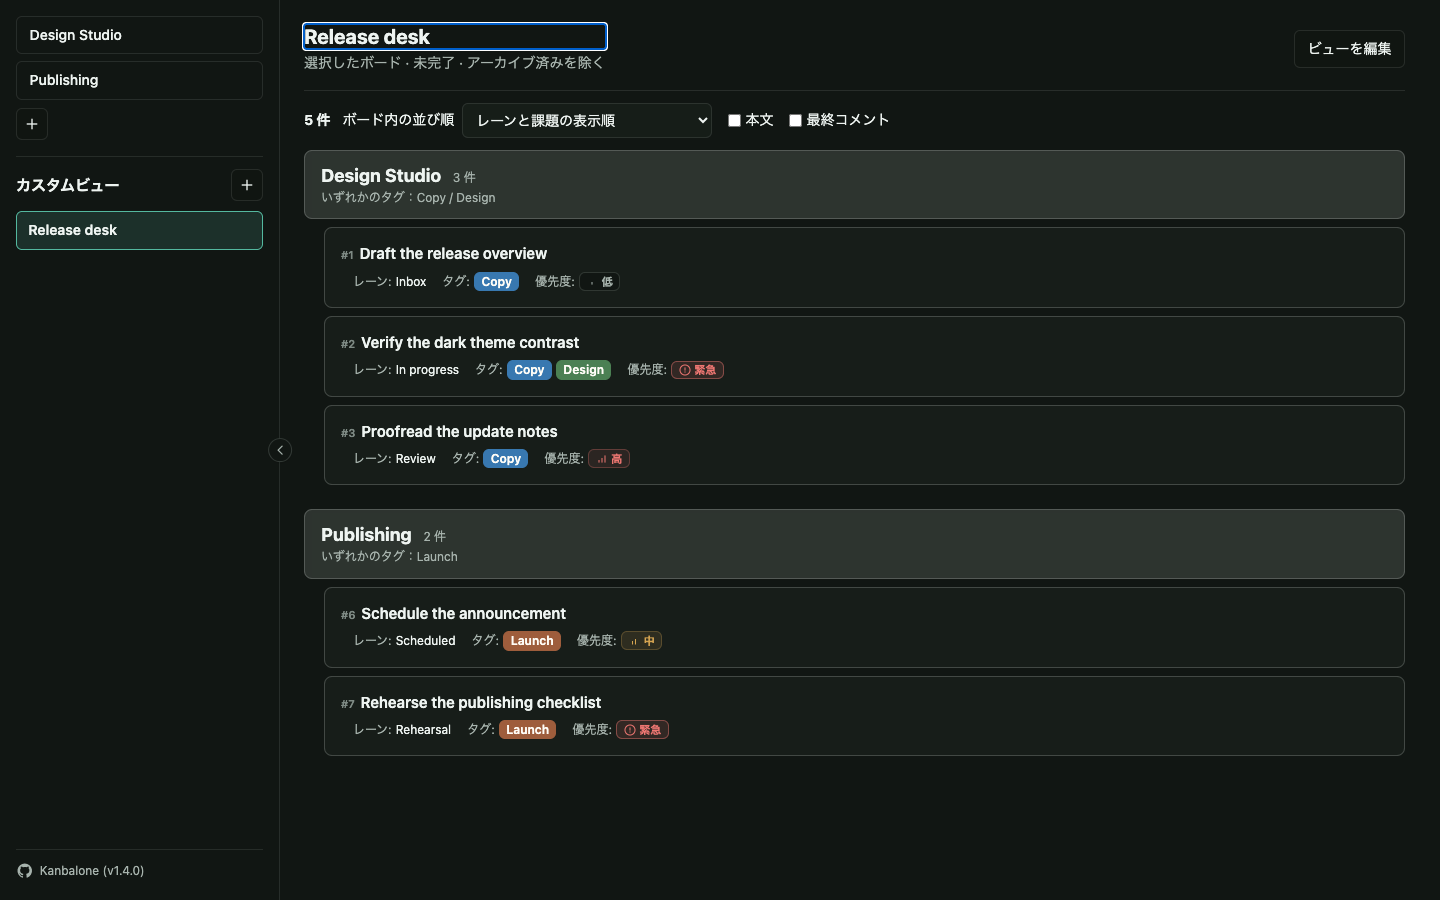 Design Studio
Publishing
カスタムビュー
Release desk
Kanbalone (v1.4.0)
Release desk
選択したボード · 未完了 · アーカイブ済みを除く
ビューを編集
5 件 ボード内の並び順 レーンと課題の表示順 本文 最終コメント
Design Studio 3 件
いずれかのタグ：Copy / Design
#1 Draft the release overview
レーン: Inbox タグ: Copy 優先度: 低
#2 Verify the dark theme contrast
レーン: In progress タグ: Copy Design 優先度: 緊急
#3 Proofread the update notes
レーン: Review タグ: Copy 優先度: 高
Publishing 2 件
いずれかのタグ：Launch
#6 Schedule the announcement
レーン: Scheduled タグ: Launch 優先度: 中
#7 Rehearse the publishing checklist
レーン: Rehearsal タグ: Launch 優先度: 緊急